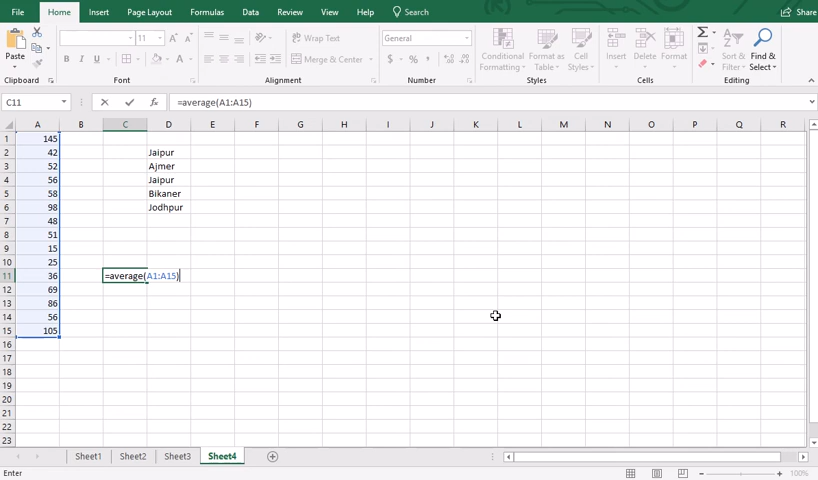 File Home Insert Page Layout Formulas Data Review View Help Search Share
Paste
11
General
Wrap Text
Merge & Center
B I U
$ % ,
Conditional Formatting
Format as Table
Cell Styles
Insert Delete Format
Sort & Filter
Find & Select
Clipboard Font Alignment Number Styles Cells Editing
C11 fx =average(A1:A15)
A B C D E F G H I J K L M N O P Q R
1 145
2 42 Jaipur
3 52 Ajmer
4 56 Jaipur
5 58 Bikaner
6 98 Jodhpur
7 48
8 51
9 15
10 25
11 36 =average(A1:A15)
12 69
13 86
14 56
15 105
16
17
18
19
20
21
22
23
Sheet1 Sheet2 Sheet3 Sheet4
Enter 100%